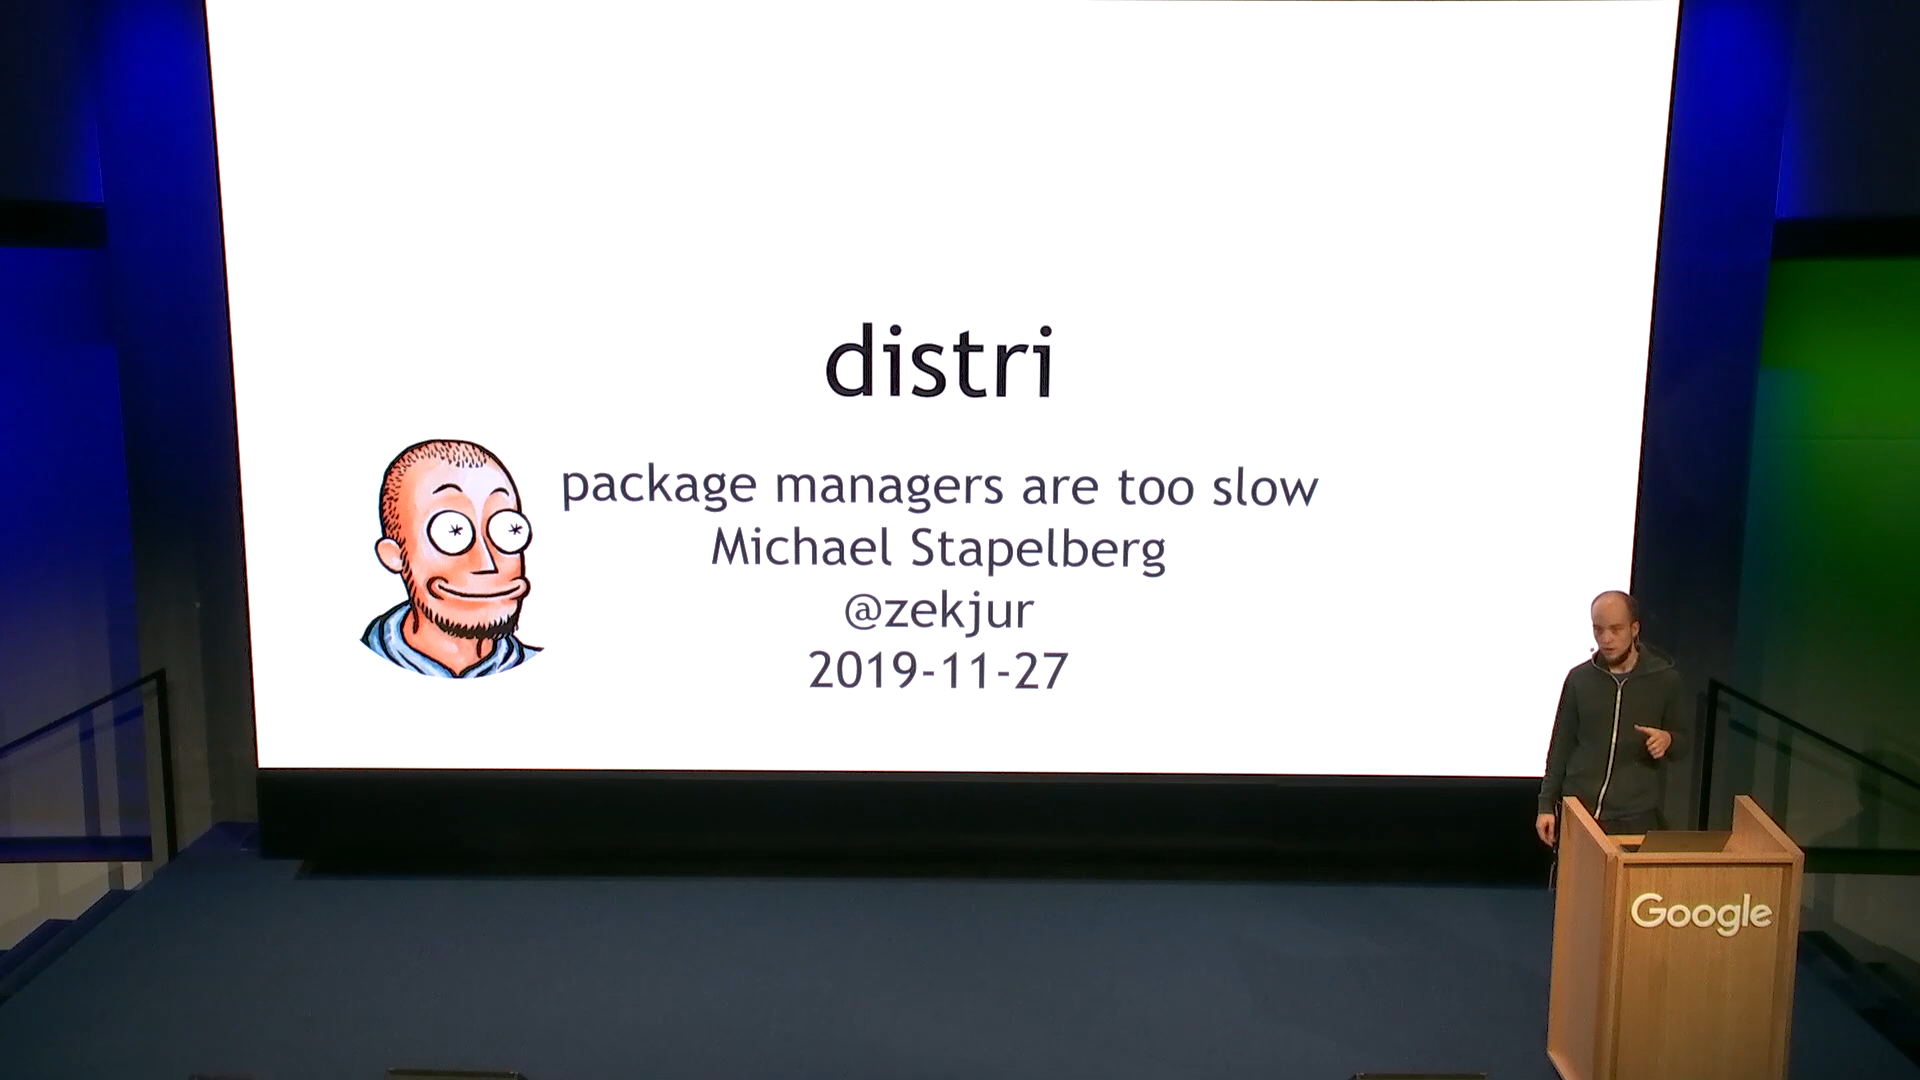 distri
package managers are too slow
Michael Stapelberg
@zekjur
2019-11-27
Google